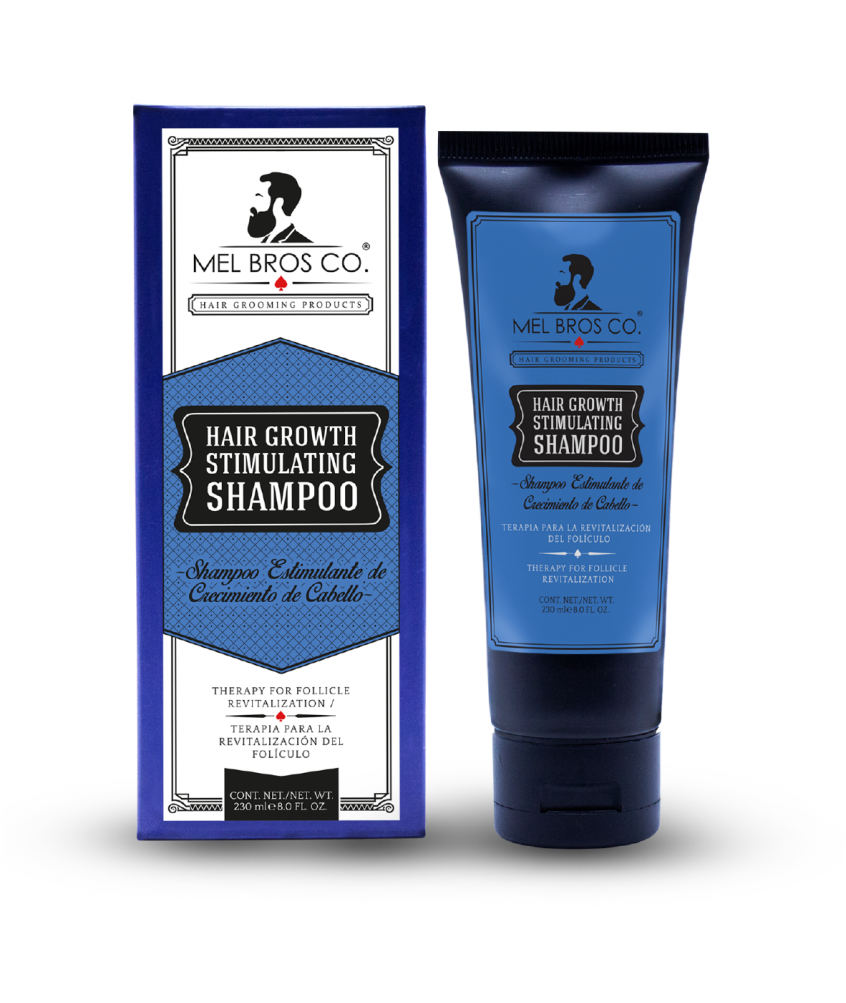 MEL BROS CO.®
HAIR GROOMING PRODUCTS
HAIR GROWTH
STIMULATING
SHAMPOO
-Shampoo Estimulante de
Crecimiento de Cabello-
THERAPY FOR FOLLICLE
REVITALIZATION /
TERAPIA PARA LA
REVITALIZACIÓN DEL
FOLÍCULO
CONT. NET./NET. WT.
230 ml℮8.0 FL. OZ.
MEL BROS CO.®
HAIR GROOMING PRODUCTS
HAIR GROWTH
STIMULATING
SHAMPOO
-Shampoo Estimulante de
Crecimiento de Cabello-
TERAPIA PARA LA REVITALIZACIÓN
DEL FOLÍCULO
THERAPY FOR FOLLICLE
REVITALIZATION
CONT. NET./NET. WT.
230 ml℮8.0 FL. OZ.